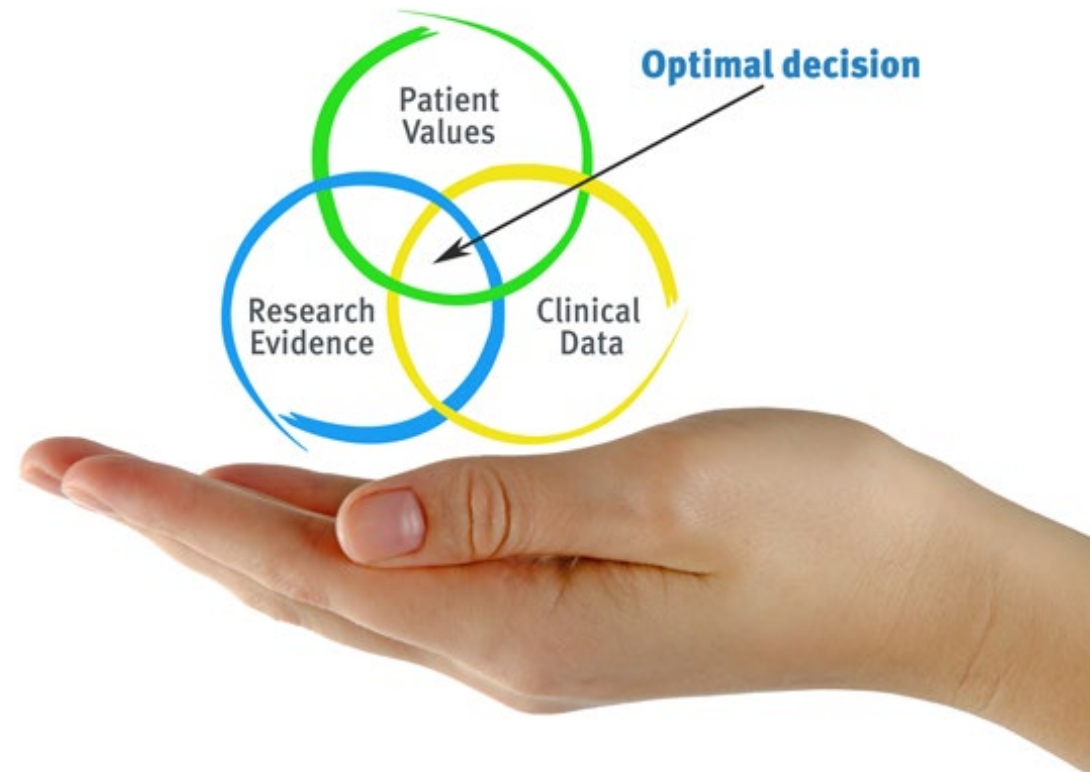 Optimal decision
Patient
Values
Research
Evidence
Clinical
Data